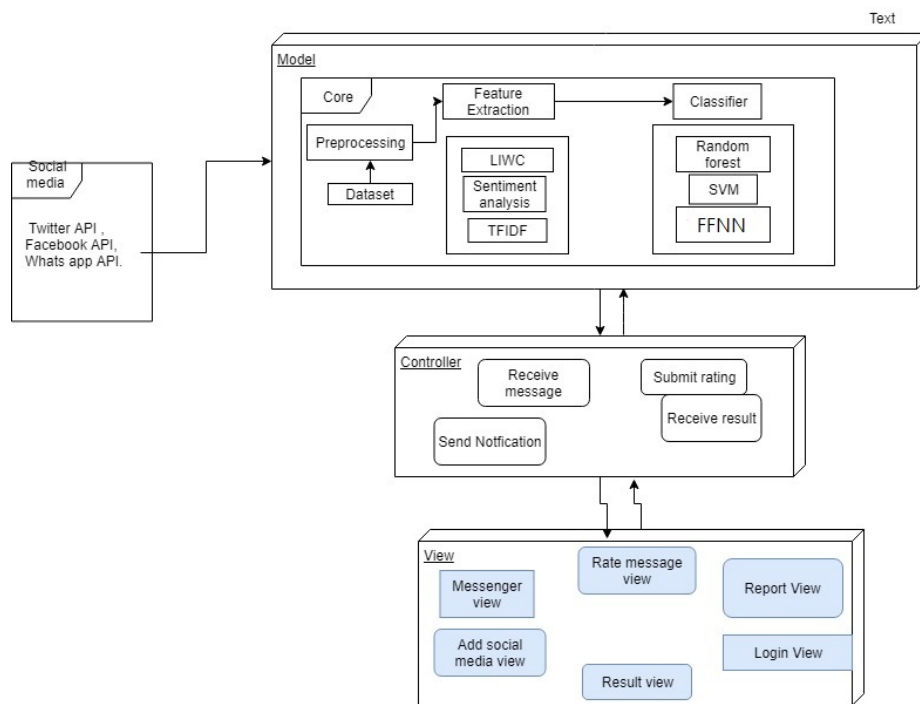 Text
Model
Core
Feature
Extraction
Classifier
Preprocessing
Dataset
LIWC
Sentiment
analysis
TFIDF
Random
forest
SVM
FFNN
Social
media
Twitter API ,
Facebook API,
Whats app API.
Controller
Receive
message
Submit rating
Receive result
Send Notfication
View
Messenger
view
Rate message
view
Report View
Add social
media view
Result view
Login View